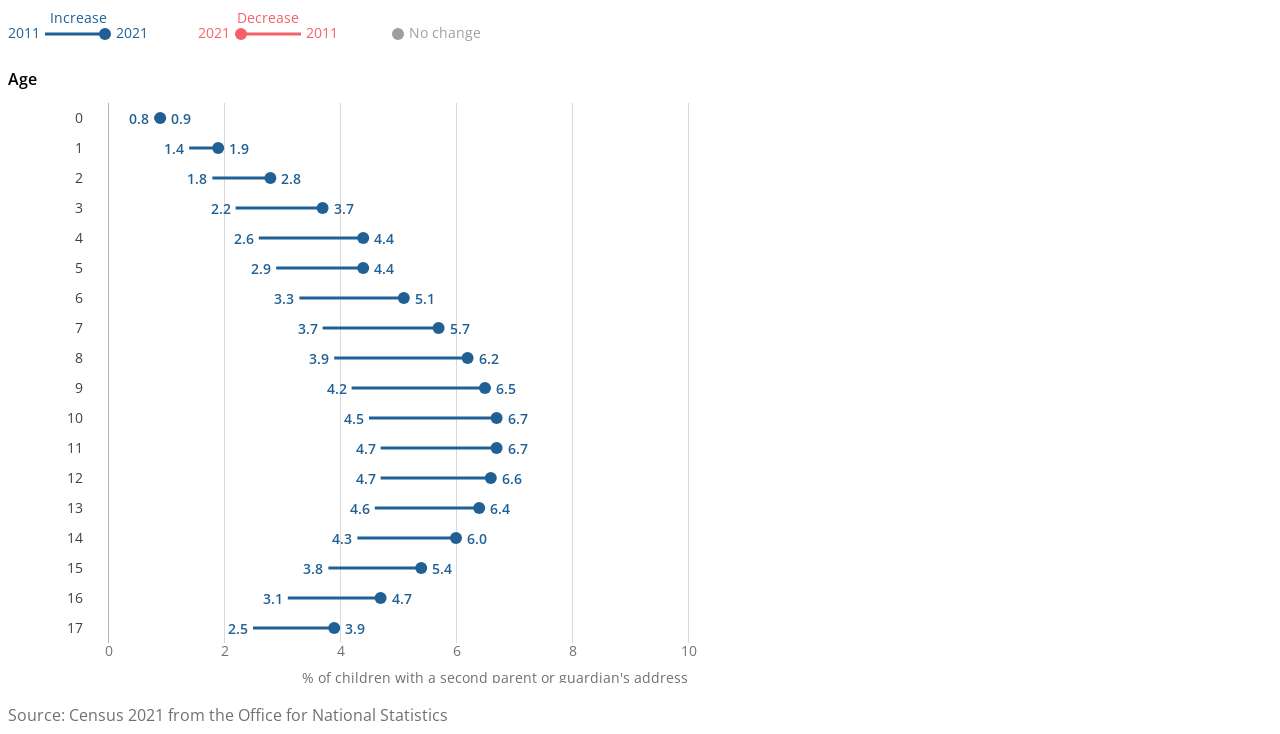 Increase Decrease
2011 2021 2021 2011 No change
Age
0 0.8 0.9
1 1.4 1.9
2 1.8 2.8
3 2.2 3.7
4 2.6 4.4
5 2.9 4.4
6 3.3 5.1
7 3.7 5.7
8 3.9 6.2
9 4.2 6.5
10 4.5 6.7
11 4.7 6.7
12 4.7 6.6
13 4.6 6.4
14 4.3 6.0
15 3.8 5.4
16 3.1 4.7
17 2.5 3.9
0 2 4 6 8 10
% of children with a second parent or guardian's address
Source: Census 2021 from the Office for National Statistics